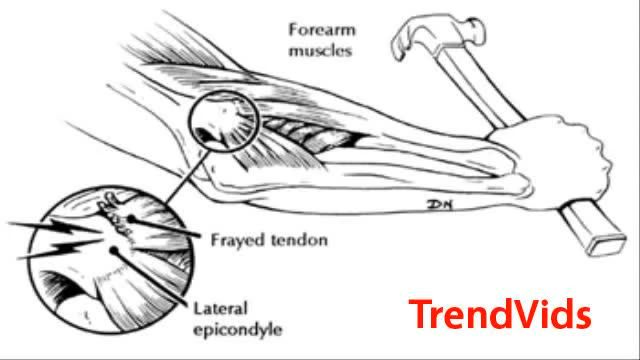 Forearm
muscles
DN
Frayed tendon
Lateral
epicondyle
TrendVids